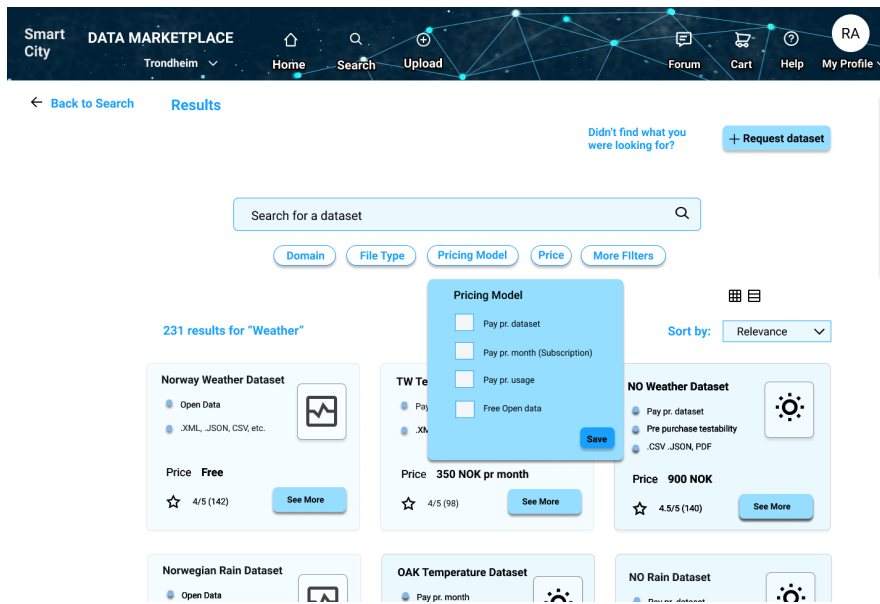 Smart
City
DATA MARKETPLACE
Trondheim
Home
Search
Upload
Forum
Cart
Help
RA
My Profile
Back to Search
Results
Didn't find what you
were looking for?
+ Request dataset
Search for a dataset
Domain
File Type
Pricing Model
Price
More FIlters
Pricing Model
Pay pr. dataset
Pay pr. month (Subscription)
Pay pr. usage
Free Open data
Save
231 results for "Weather"
Sort by:
Relevance
Norway Weather Dataset
Open Data
.XML, .JSON, CSV, etc.
Price Free
4/5 (142)
See More
TW Te
Pay
.XM
Price 350 NOK pr month
4/5 (98)
See More
NO Weather Dataset
Pay pr. dataset
Pre purchase testability
.CSV .JSON, PDF
Price 900 NOK
4.5/5 (140)
See More
Norwegian Rain Dataset
Open Data
OAK Temperature Dataset
Pay pr. month
NO Rain Dataset
Pay pr. dataset